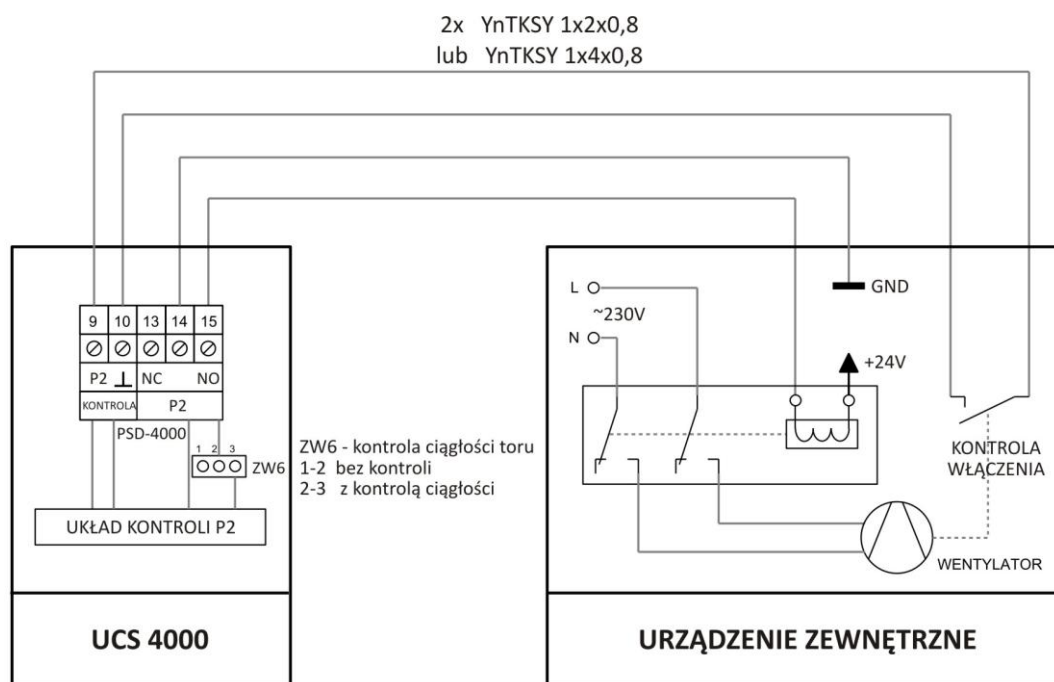 2x YnTKSY 1x2x0,8
lub YnTKSY 1x4x0,8
9 10 13 14 15
P2 NC NO
KONTROLA P2
PSD-4000
1 2 3
ZW6
UKŁAD KONTROLI P2
UCS 4000
ZW6 - kontrola ciągłości toru
1-2 bez kontroli
2-3 z kontrolą ciągłości
L
~230V
N
GND
+24V
KONTROLA
WŁĄCZENIA
WENTYLATOR
URZĄDZENIE ZEWNĘTRZNE